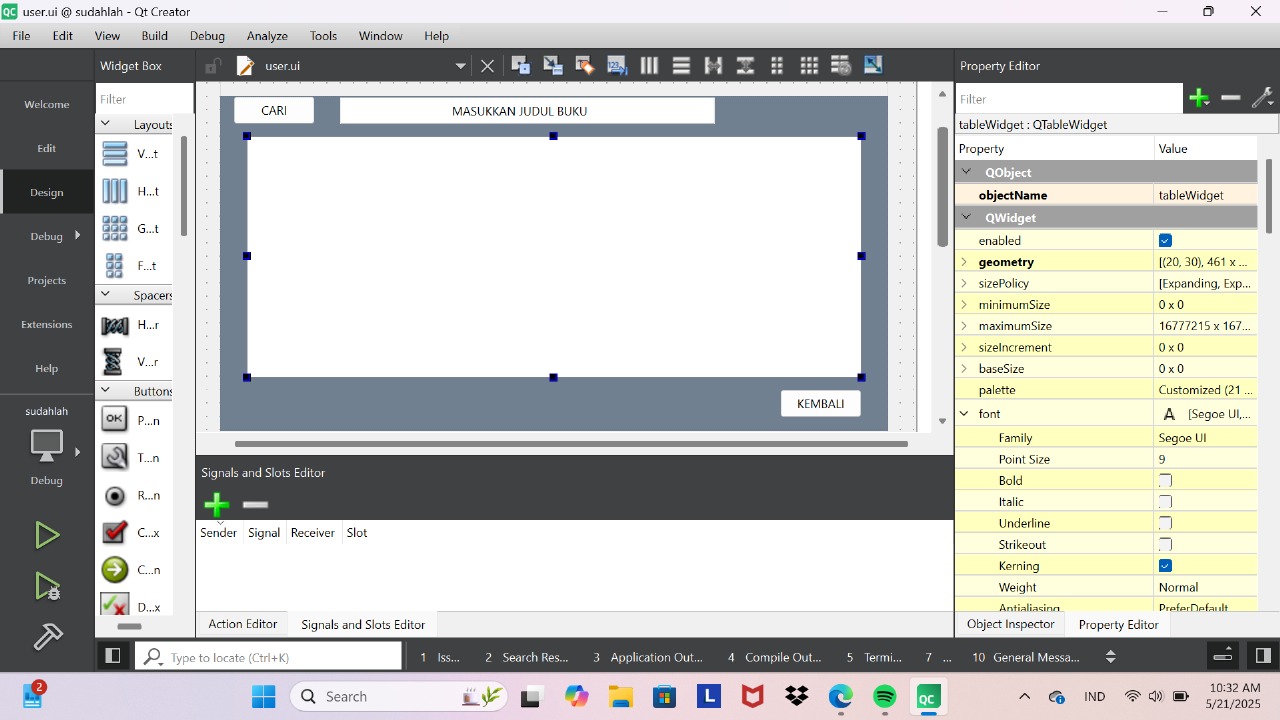 QC user.ui @ sudahlah - Qt Creator
File Edit View Build Debug Analyze Tools Window Help
Widget Box
user.ui
Property Editor
Welcome
Edit
Design
Debug
Projects
Extensions
Help
sudahlah
Debug
Filter
Layouts
V...t
H...t
G...t
F...t
Spacers
H...r
V...r
Buttons
OK P...n
T...n
R...n
C...x
C...n
D...x
CARI
MASUKKAN JUDUL BUKU
KEMBALI
Signals and Slots Editor
Sender Signal Receiver Slot
Action Editor Signals and Slots Editor
Filter
tableWidget : QTableWidget
Property Value
QObject
objectName tableWidget
QWidget
enabled
geometry [(20, 30), 461 x ...
sizePolicy [Expanding, Exp...
minimumSize 0 x 0
maximumSize 16777215 x 167...
sizeIncrement 0 x 0
baseSize 0 x 0
palette Customized (21 ...
font A [Segoe UI,...
Family Segoe UI
Point Size 9
Bold
Italic
Underline
Strikeout
Kerning
Weight Normal
Antialiasing PreferDefault
Object Inspector Property Editor
Type to locate (Ctrl+K)
1 Iss... 2 Search Res... 3 Application Out... 4 Compile Out... 5 Termi... 7 ... 10 General Messa...
2
Search
L
QC
IND
10:32 AM
5/21/2025